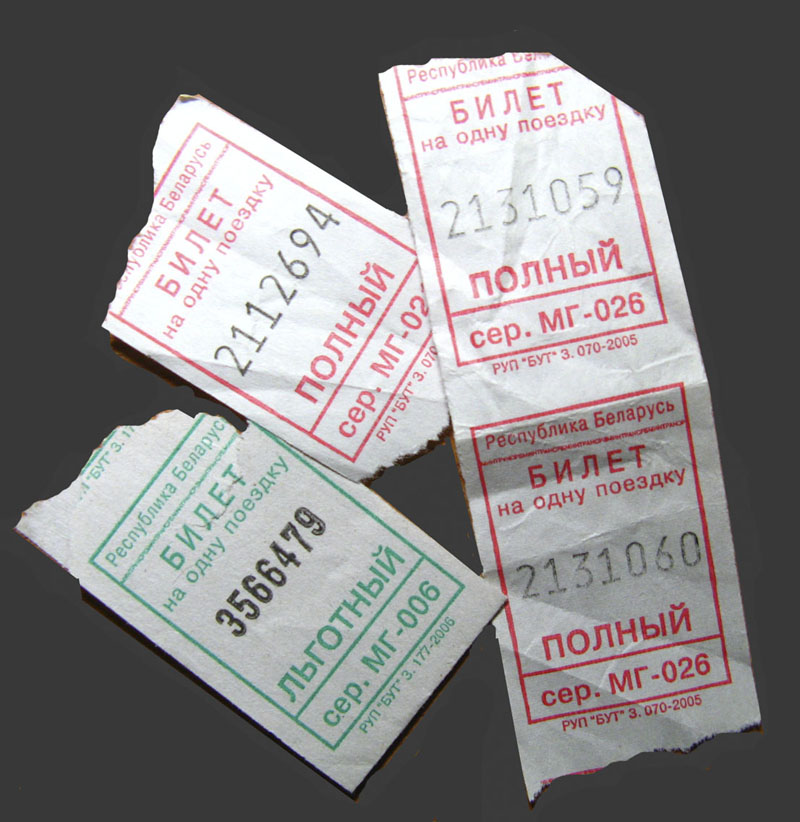 Республика
БИЛЕТ
на одну поездку
2131059
ПОЛНЫЙ
сер. МГ-026
РУП "БУТ" З. 070-2005
Республика Беларусь
БИЛЕТ
на одну поездку
2131060
ПОЛНЫЙ
сер. МГ-026
РУП "БУТ" З. 070-2005
Республика Беларусь
БИЛЕТ
на одну поездку
2112694
ПОЛНЫЙ
сер. МГ-02
РУП "БУТ" З. 070
"БУТ" З. 17
Республика Беларусь
БИЛЕТ
на одну поездку
3566479
ЛЬГОТНЫЙ
сер. МГ-006
РУП "БУТ" З. 177-2006